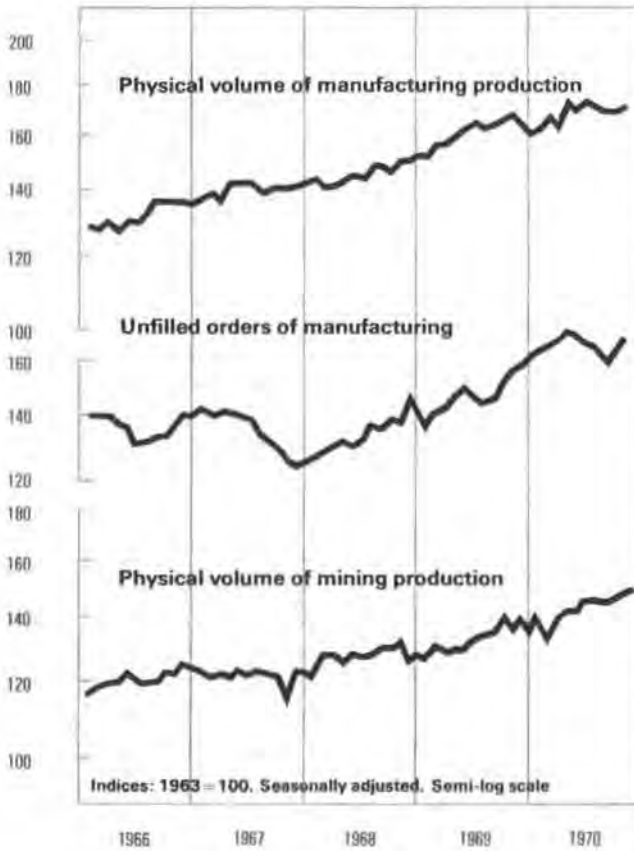 200
180
Physical volume of manufacturing production
160
140
120
100
Unfilled orders of manufacturing
160
140
120
180
160
Physical volume of mining production
140
120
100
Indices: 1963 = 100. Seasonally adjusted. Semi-log scale
1966 1967 1968 1969 1970